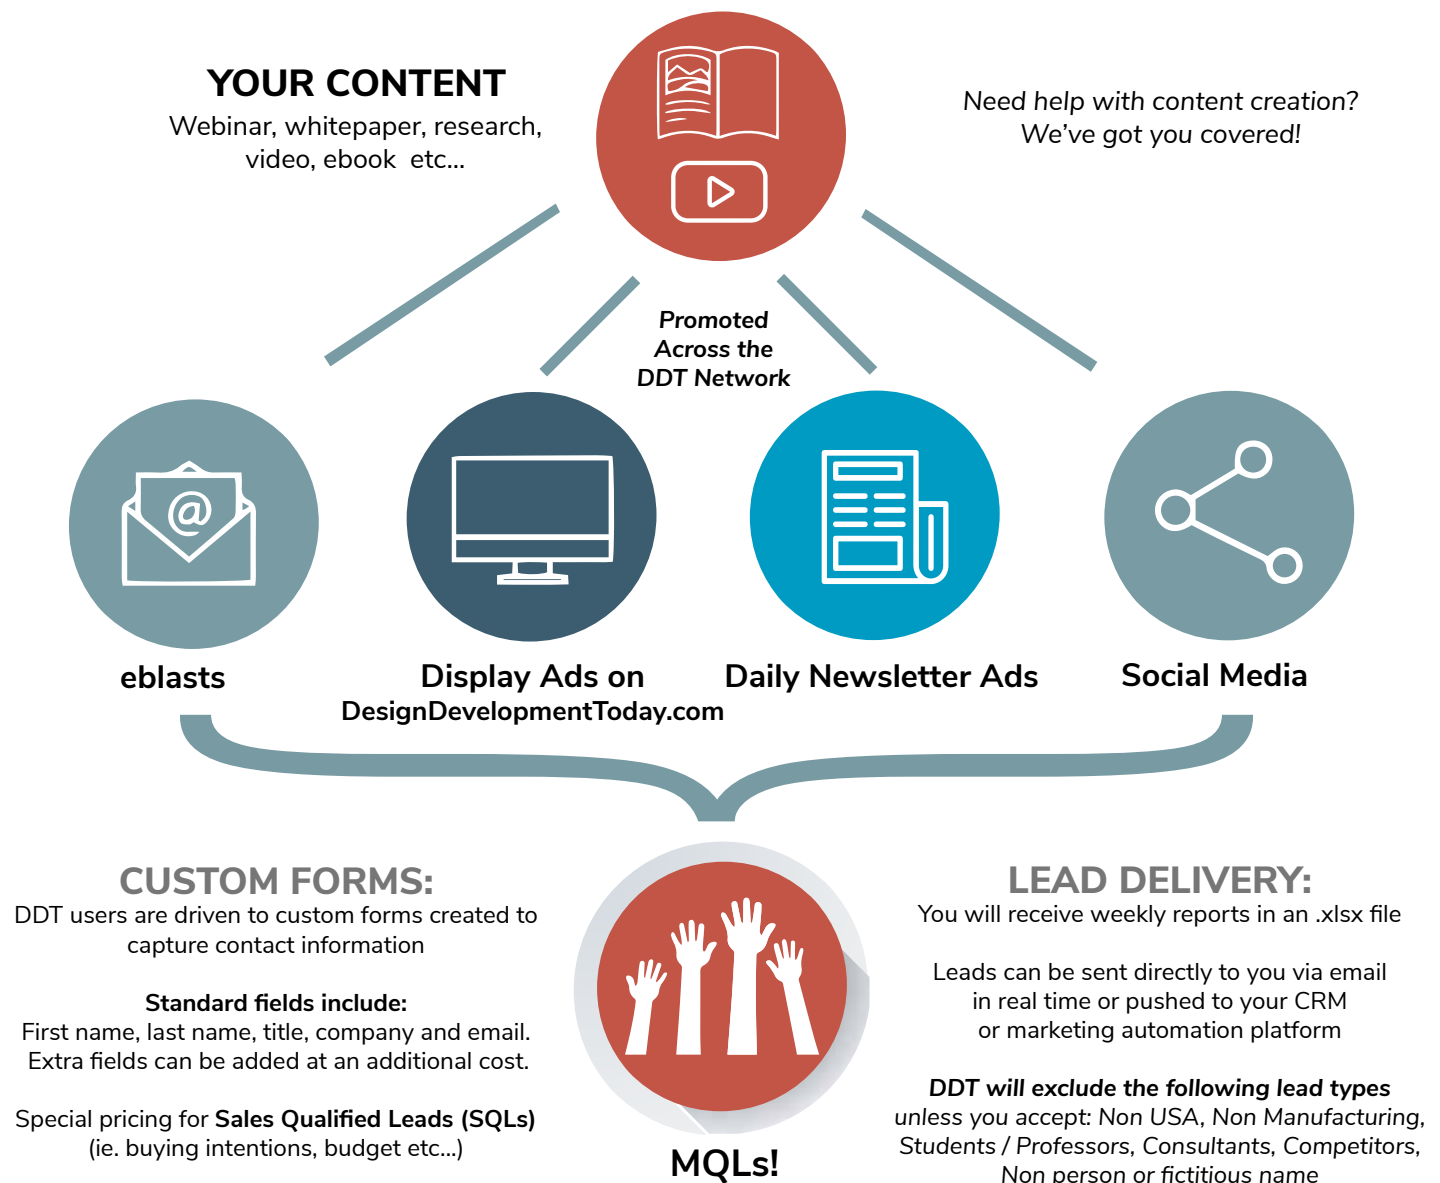 YOUR CONTENT
Webinar, whitepaper, research,
video, ebook etc...
Need help with content creation?
We've got you covered!
Promoted
Across the
DDT Network
@
eblasts
Display Ads on
DesignDevelopmentToday.com
Daily Newsletter Ads
Social Media
CUSTOM FORMS:
DDT users are driven to custom forms created to
capture contact information
Standard fields include:
First name, last name, title, company and email.
Extra fields can be added at an additional cost.
Special pricing for Sales Qualified Leads (SQLs)
(ie. buying intentions, budget etc...)
MQLs!
LEAD DELIVERY:
You will receive weekly reports in an .xlsx file
Leads can be sent directly to you via email
in real time or pushed to your CRM
or marketing automation platform
DDT will exclude the following lead types
unless you accept: Non USA, Non Manufacturing,
Students / Professors, Consultants, Competitors,
Non person or fictitious name